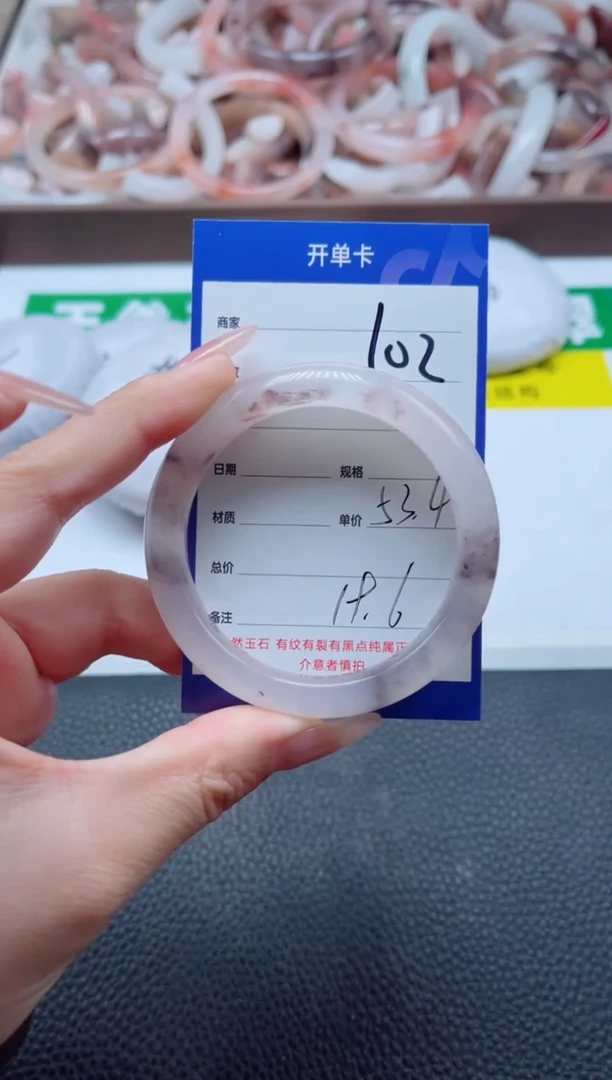 开单卡
商家
102
日期 规格
材质 单价 53.4
总价
备注
然玉石 有纹有裂有黑点纯属正
介意者慎拍
结构